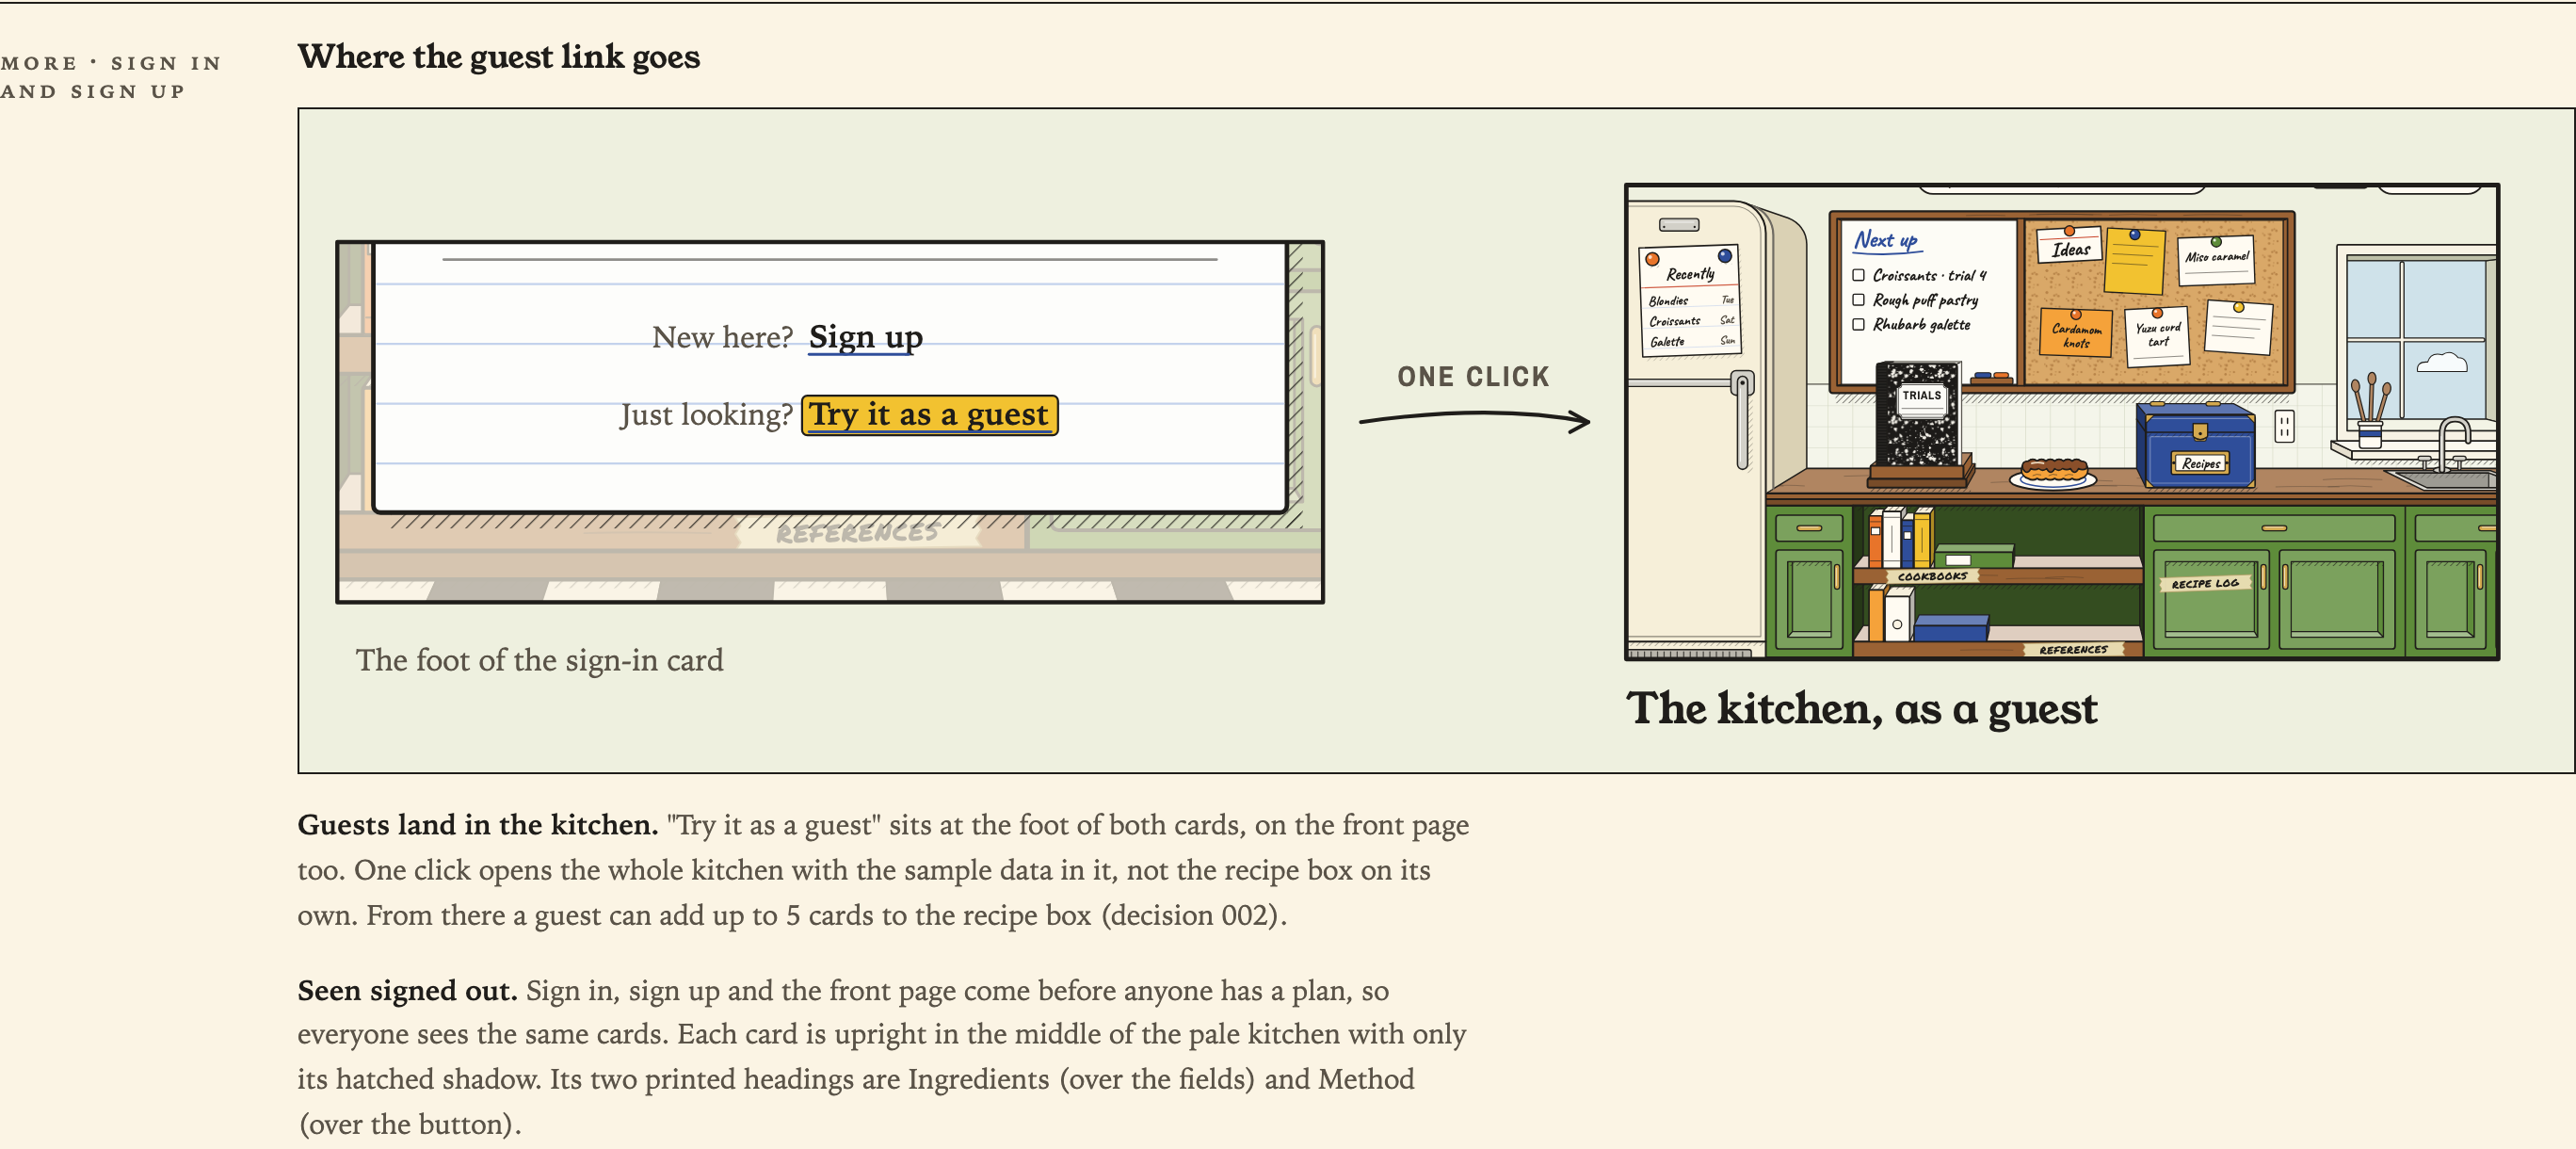 MORE · SIGN IN
AND SIGN UP
Where the guest link goes
New here? Sign up
Just looking? Try it as a guest
REFERENCES
The foot of the sign-in card
ONE CLICK
Recently
Blondies Tue
Croissants Sat
Galette Sun
Next up
Croissants · trial 4
Rough puff pastry
Rhubarb galette
Ideas
Miso caramel
Cardamom
knots
Yuzu curd
tart
TRIALS
Recipes
COOKBOOKS
RECIPE LOG
REFERENCES
The kitchen, as a guest
Guests land in the kitchen. "Try it as a guest" sits at the foot of both cards, on the front page
too. One click opens the whole kitchen with the sample data in it, not the recipe box on its
own. From there a guest can add up to 5 cards to the recipe box (decision 002).
Seen signed out. Sign in, sign up and the front page come before anyone has a plan, so
everyone sees the same cards. Each card is upright in the middle of the pale kitchen with only
its hatched shadow. Its two printed headings are Ingredients (over the fields) and Method
(over the button).